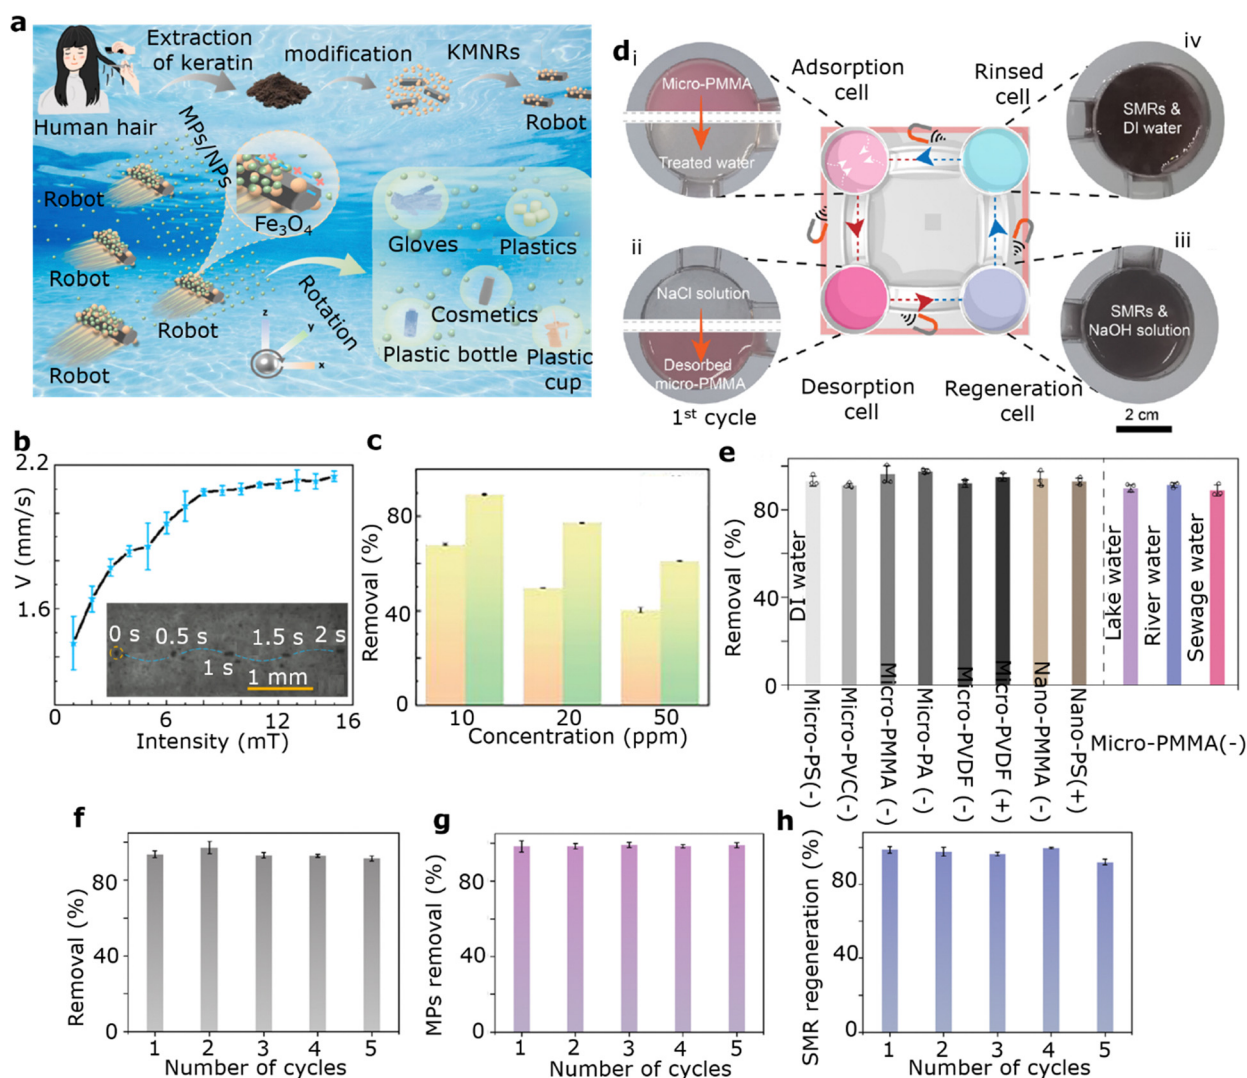 a
Extraction
of keratin
modification
KMNRs
Human hair
Robot
MPs/NPs
Robot
Fe3O4
Gloves
Plastics
Robot
Robot
Rotation
Cosmetics
Plastic bottle
Plastic
cup
Robot
z
y
x
d
i
Micro-PMMA
Treated water
Adsorption
cell
Rinsed
cell
iv
SMRs &
DI water
ii
NaCl solution
Desorbed
micro-PMMA
1st cycle
Desorption
cell
Regeneration
cell
iii
SMRs &
NaOH solution
2 cm
b
2.2
1.6
V (mm/s)
0 s
0.5 s
1 s
1.5 s
2 s
1 mm
0
6
12
16
Intensity (mT)
c
80
40
0
Removal (%)
10
20
50
Concentration (ppm)
e
80
40
0
Removal (%)
DI water
Lake water
River water
Sewage water
Micro-PS(-)
Micro-PVC(-)
Micro-PMMA (-)
Micro-PA (-)
Micro-PVDF (-)
Micro-PVDF (+)
Nano-PMMA (-)
Nano-PS(+)
Micro-PMMA(-)
f
80
40
0
Removal (%)
1
2
3
4
5
Number of cycles
g
80
40
0
MPs removal (%)
1
2
3
4
5
Number of cycles
h
80
40
0
SMR regeneration (%)
1
2
3
4
5
Number of cycles